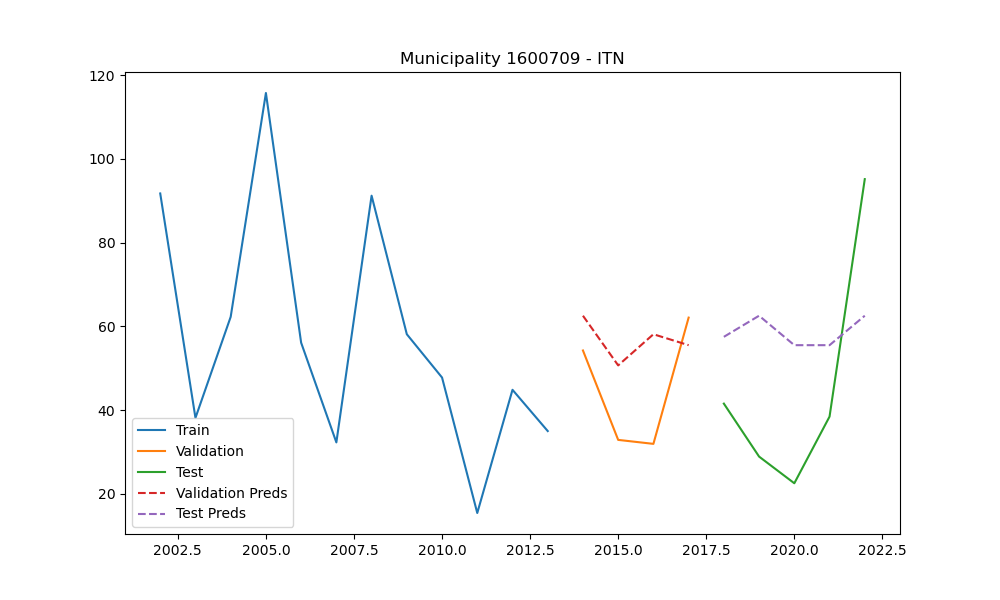 Municipality 1600709 - ITN
120
100
80
60
40
20
Train
Validation
Test
Validation Preds
Test Preds
2002.5 2005.0 2007.5 2010.0 2012.5 2015.0 2017.5 2020.0 2022.5